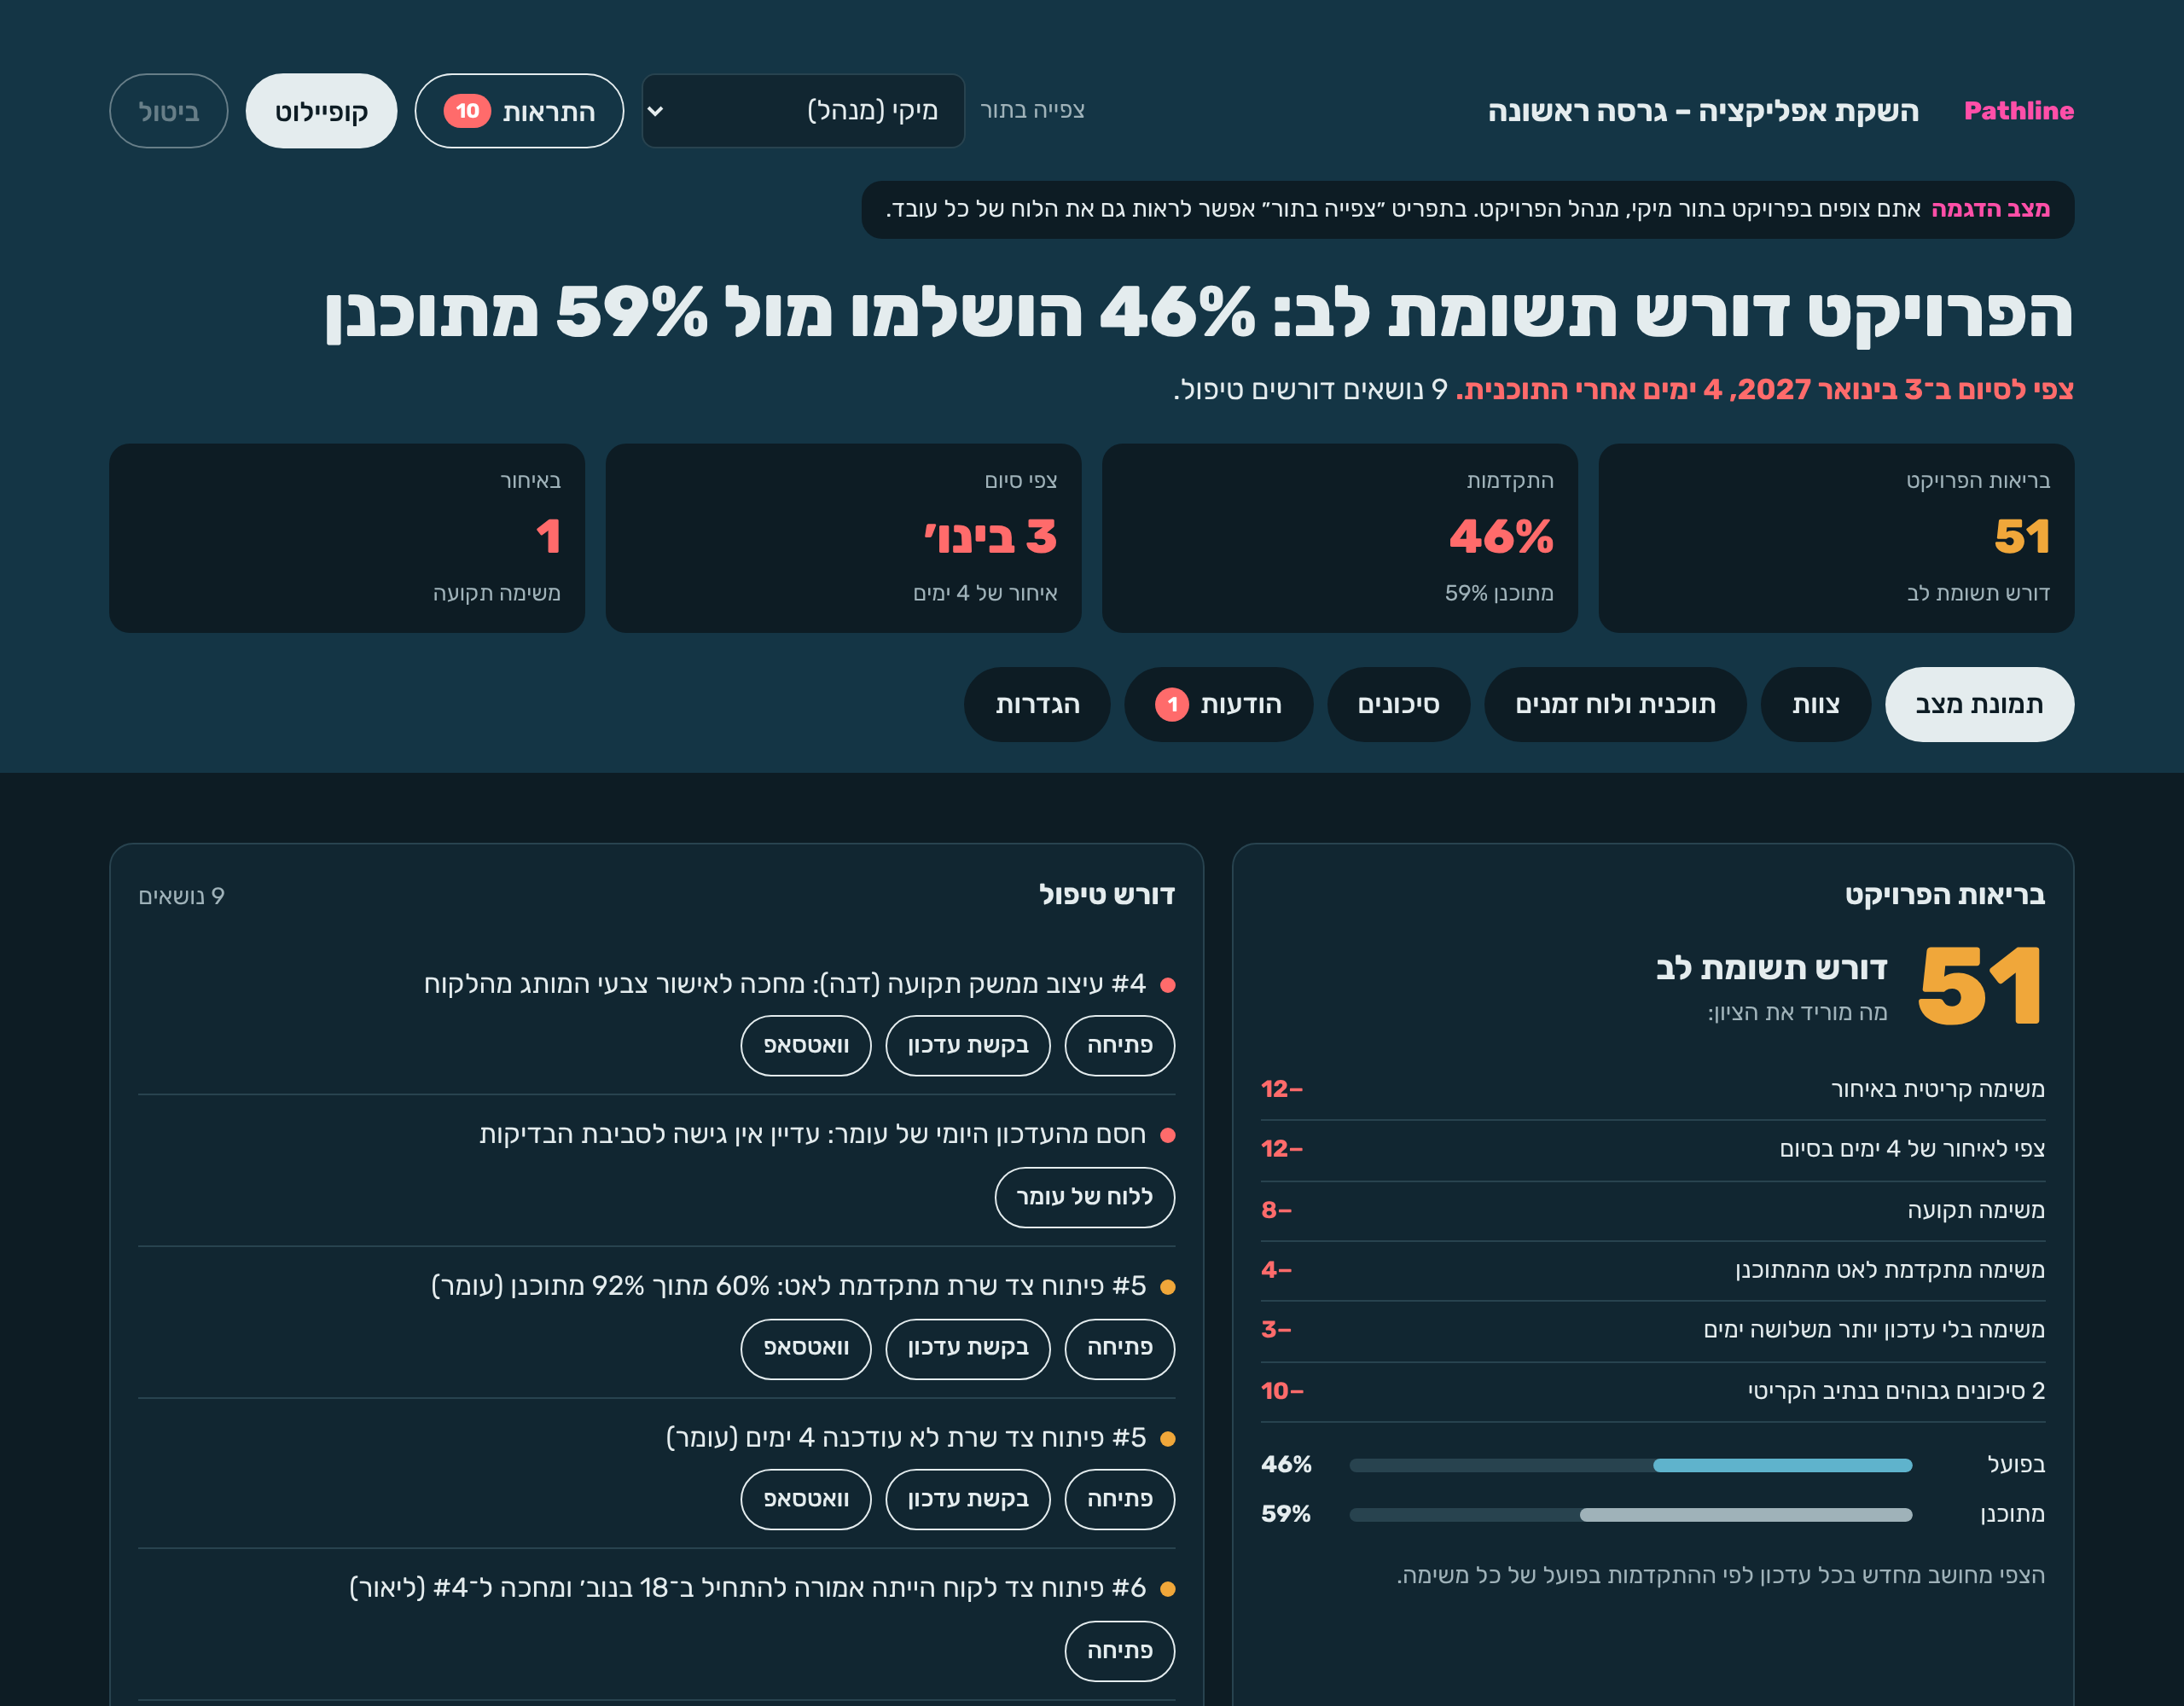 Pathline
השקת אפליקציה – גרסה ראשונה
צפייה בתור
מיקי (מנהל)
התראות 10
קופיילוט
ביטול
מצב הדגמה אתם צופים בפרויקט בתור מיקי, מנהל הפרויקט. בתפריט ״צפייה בתור״ אפשר לראות גם את הלוח של כל עובד.
הפרויקט דורש תשומת לב: 46% הושלמו מול 59% מתוכנן
צפי לסיום ב־3 בינואר 2027, 4 ימים אחרי התוכנית. 9 נושאים דורשים טיפול.
בריאות הפרויקט
51
דורש תשומת לב
התקדמות
46%
מתוכנן 59%
צפי סיום
3 בינו׳
איחור של 4 ימים
באיחור
1
משימה תקועה
תמונת מצב
צוות
תוכנית ולוח זמנים
סיכונים
הודעות 1
הגדרות
בריאות הפרויקט
51
דורש תשומת לב
מה מוריד את הציון:
משימה קריטית באיחור −12
צפי לאיחור של 4 ימים בסיום −12
משימה תקועה −8
משימה מתקדמת לאט מהמתוכנן −4
משימה בלי עדכון יותר משלושה ימים −3
2 סיכונים גבוהים בנתיב הקריטי −10
בפועל 46%
מתוכנן 59%
הצפי מחושב מחדש בכל עדכון לפי ההתקדמות בפועל של כל משימה.
דורש טיפול
9 נושאים
#4 עיצוב ממשק תקועה (דנה): מחכה לאישור צבעי המותג מהלקוח
פתיחה
בקשת עדכון
וואטסאפ
חסם מהעדכון היומי של עומר: עדיין אין גישה לסביבת הבדיקות
ללוח של עומר
#5 פיתוח צד שרת מתקדמת לאט: 60% מתוך 92% מתוכנן (עומר)
פתיחה
בקשת עדכון
וואטסאפ
#5 פיתוח צד שרת לא עודכנה 4 ימים (עומר)
פתיחה
בקשת עדכון
וואטסאפ
#6 פיתוח צד לקוח הייתה אמורה להתחיל ב־18 בנוב׳ ומחכה ל־#4 (ליאור)
פתיחה